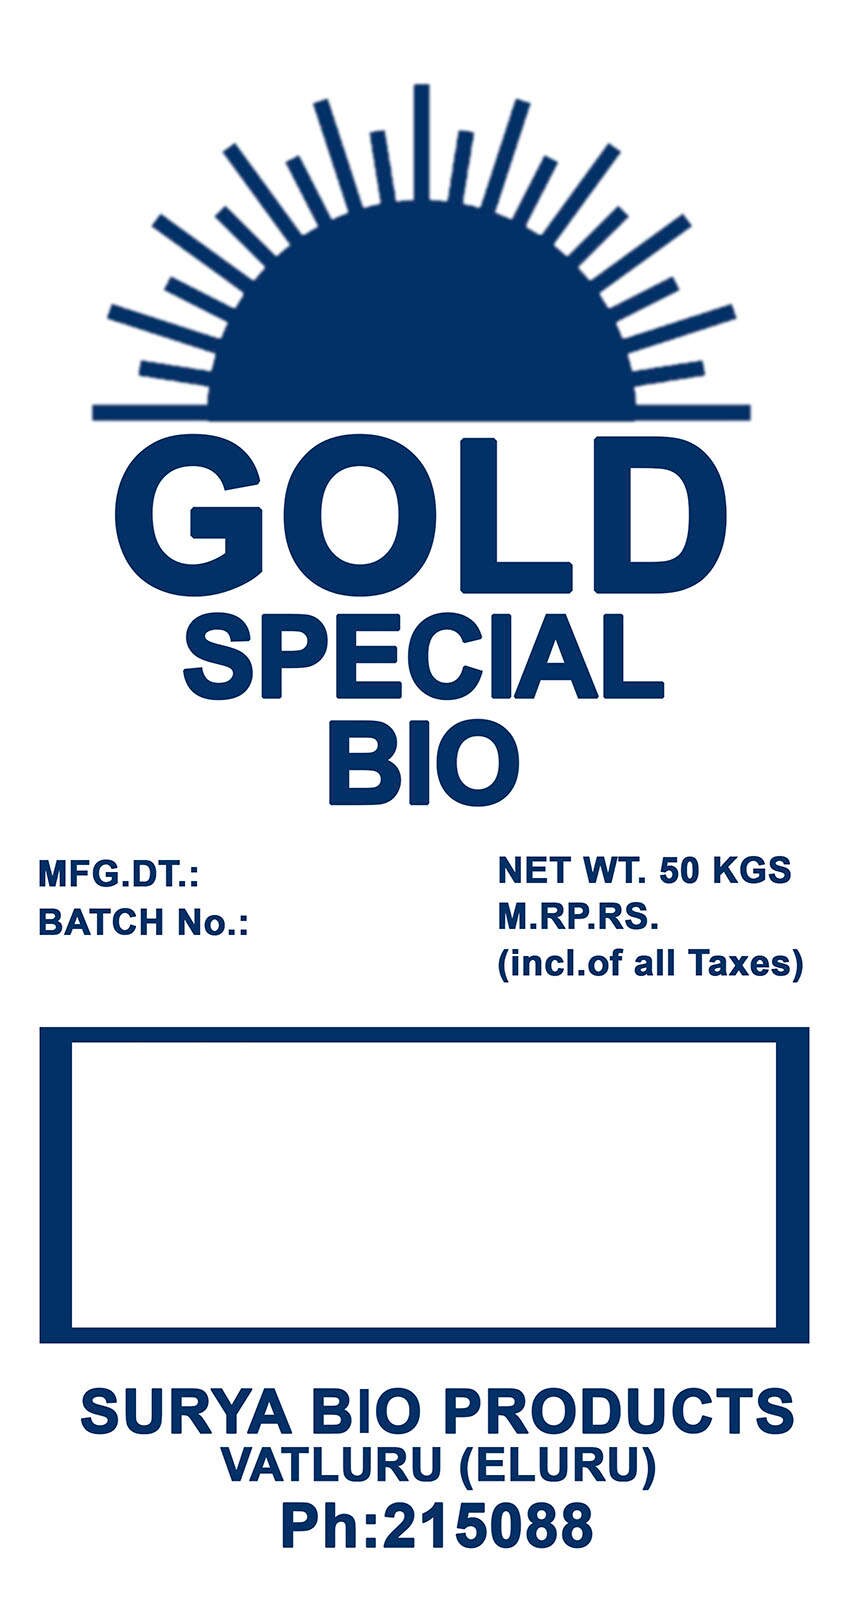 GOLD
SPECIAL
BIO
MFG.DT.:
BATCH No.:
NET WT. 50 KGS
M.RP.RS.
(incl.of all Taxes)
SURYA BIO PRODUCTS
VATLURU (ELURU)
Ph:215088